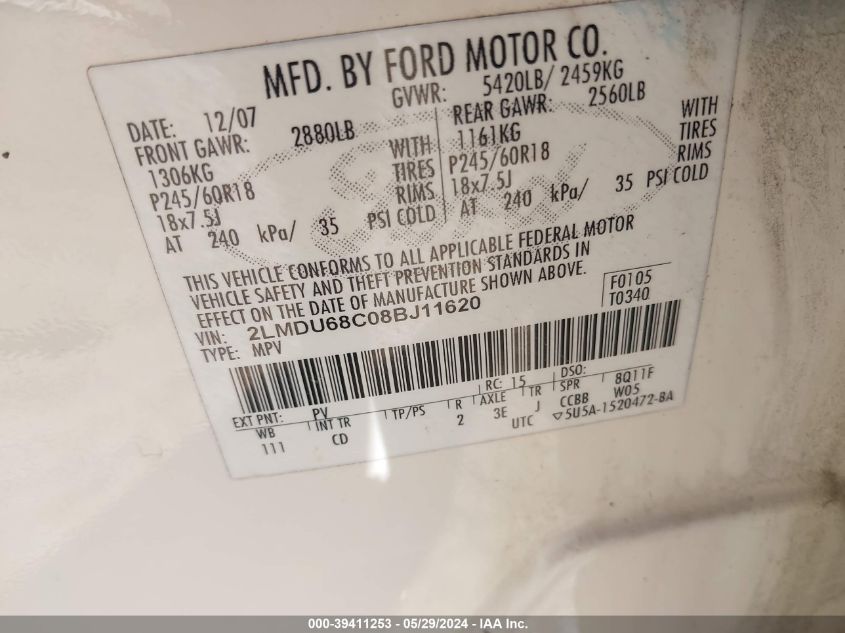 MFD. BY FORD MOTOR CO.
DATE: 12/07 GVWR: 5420LB/ 2459KG
FRONT GAWR: 2880LB REAR GAWR: 2560LB
1306KG WITH 1161KG WITH
P245/60R18 TIRES P245/60R18 TIRES
18x7.5J RIMS 18x7.5J RIMS
AT 240 kPa/ 35 PSI COLD AT 240 kPa/ 35 PSI COLD
THIS VEHICLE CONFORMS TO ALL APPLICABLE FEDERAL MOTOR
VEHICLE SAFETY AND THEFT PREVENTION STANDARDS IN
EFFECT ON THE DATE OF MANUFACTURE SHOWN ABOVE.
VIN: 2LMDU68C08BJ11620 F0105
TYPE: MPV T0340
EXT PNT: PV RC: 15 DSO: 8Q11F
WB INT TR TP/PS R AXLE TR SPR W05
111 CD 2 3E J CCBB
UTC ▽5U5A-1520472-BA
000-39411253 - 05/29/2024 - IAA Inc.